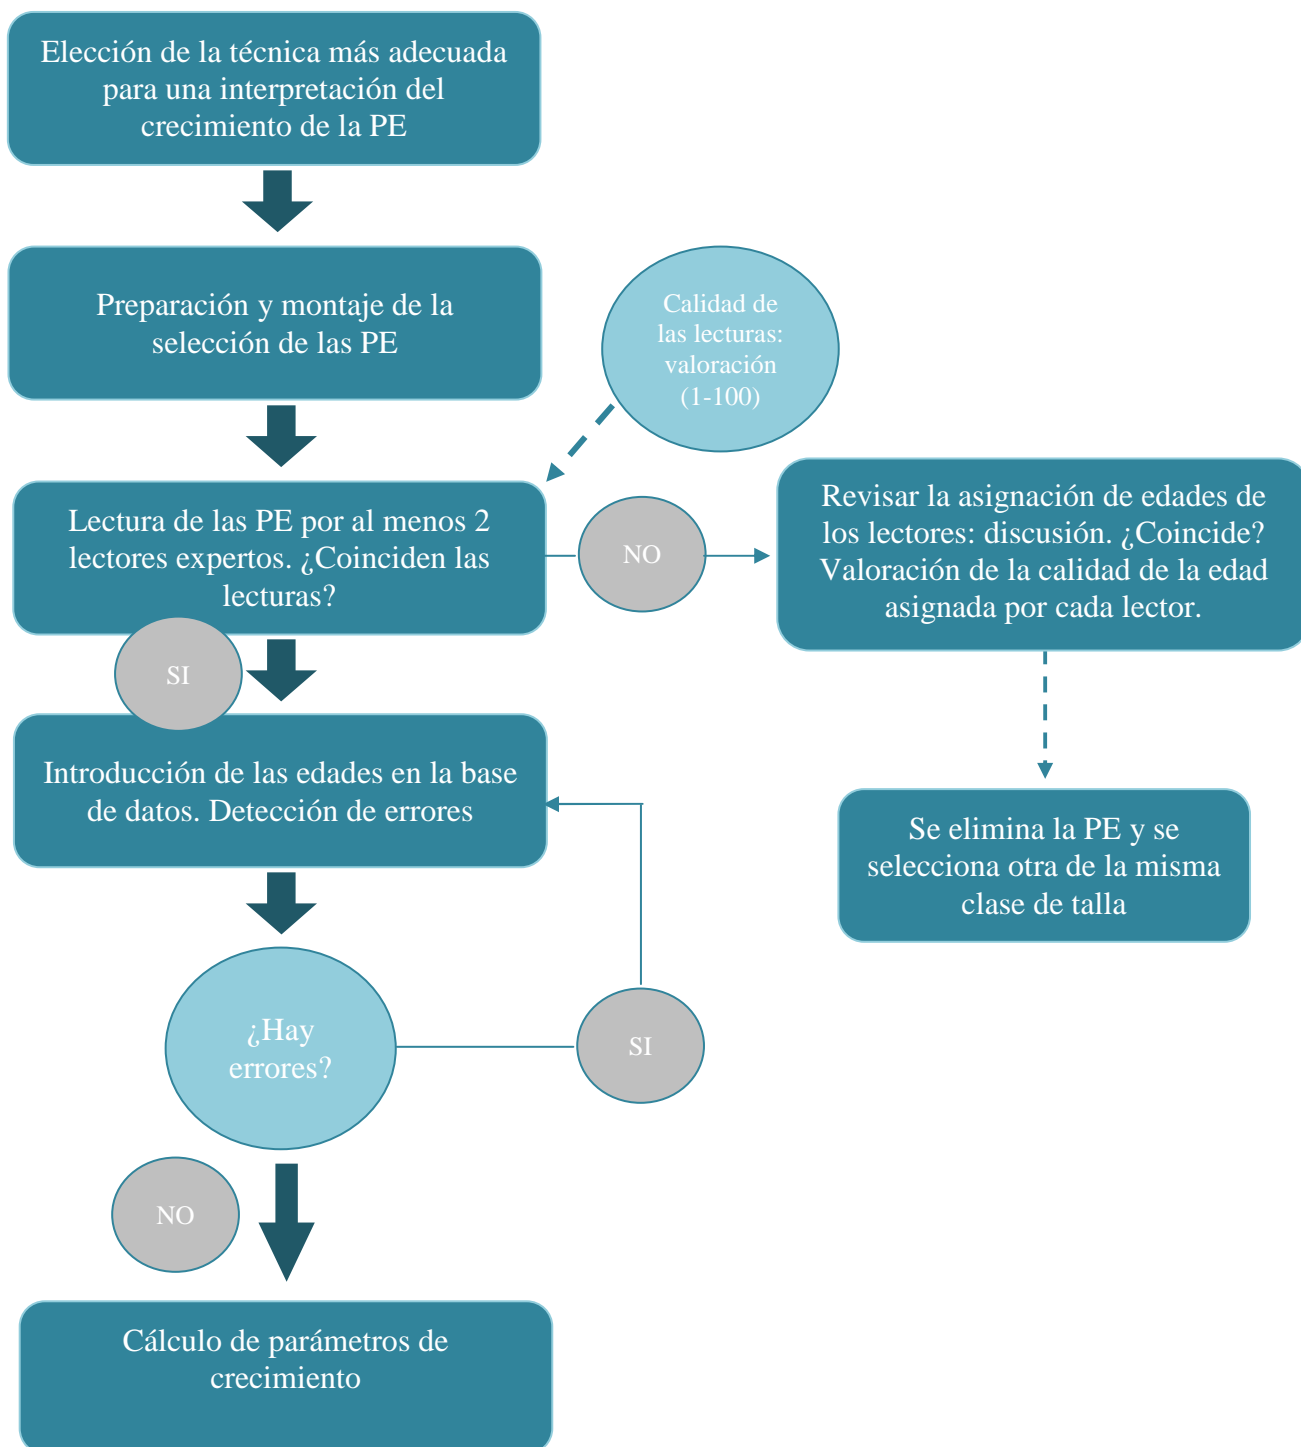 Elección de la técnica más adecuada
para una interpretación del
crecimiento de la PE
Preparación y montaje de la
selección de las PE
Calidad de
las lecturas:
valoración
(1-100)
Lectura de las PE por al menos 2
lectores expertos. ¿Coinciden las
lecturas?
NO
Revisar la asignación de edades de
los lectores: discusión. ¿Coincide?
Valoración de la calidad de la edad
asignada por cada lector.
SI
Introducción de las edades en la base
de datos. Detección de errores
Se elimina la PE y se
selecciona otra de la misma
clase de talla
¿Hay
errores?
SI
NO
Cálculo de parámetros de
crecimiento